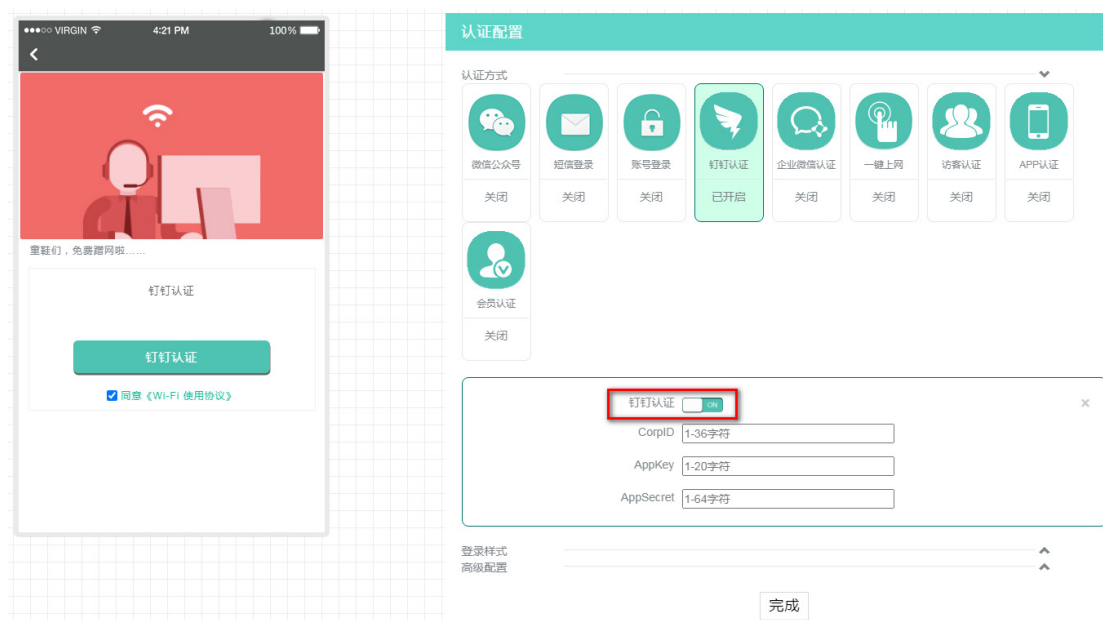 ●●●○○ VIRGIN 4:21 PM 100%
童鞋们，免费蹭网啦……
钉钉认证
钉钉认证
同意《Wi-Fi 使用协议》
认证配置
认证方式
微信公众号 短信登录 账号登录 钉钉认证 企业微信认证 一键上网 访客认证 APP认证
关闭 关闭 关闭 已开启 关闭 关闭 关闭 关闭
会员认证
关闭
钉钉认证 ON
CorpID 1-36字符
AppKey 1-20字符
AppSecret 1-64字符
登录样式
高级配置
完成